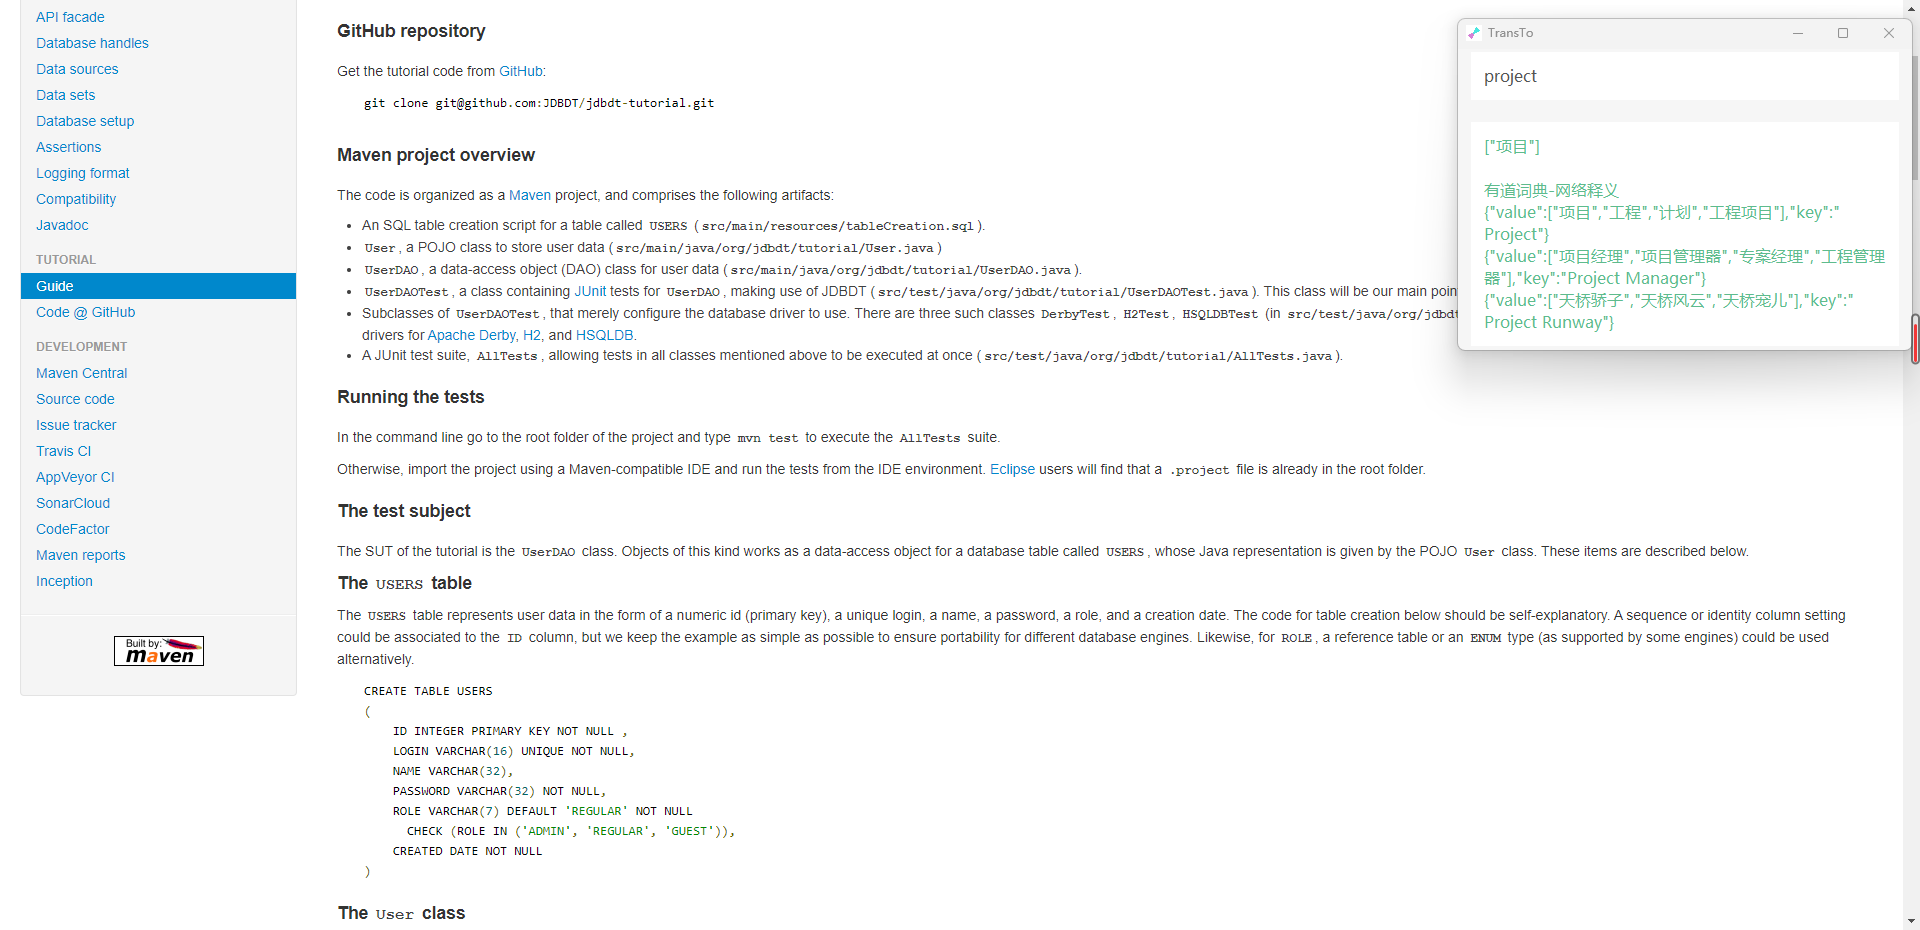 API facade
Database handles
Data sources
Data sets
Database setup
Assertions
Logging format
Compatibility
Javadoc
TUTORIAL
Guide
Code @ GitHub
DEVELOPMENT
Maven Central
Source code
Issue tracker
Travis CI
AppVeyor CI
SonarCloud
CodeFactor
Maven reports
Inception
Built by:
maven
GitHub repository
Get the tutorial code from GitHub:
git clone git@github.com:JDBDT/jdbdt-tutorial.git
Maven project overview
The code is organized as a Maven project, and comprises the following artifacts:
• An SQL table creation script for a table called USERS (src/main/resources/tableCreation.sql).
• User, a POJO class to store user data (src/main/java/org/jdbdt/tutorial/User.java)
• UserDAO, a data-access object (DAO) class for user data (src/main/java/org/jdbdt/tutorial/UserDAO.java).
• UserDAOTest, a class containing JUnit tests for UserDAO, making use of JDBDT (src/test/java/org/jdbdt/tutorial/UserDAOTest.java). This class will be our main poin
• Subclasses of UserDAOTest, that merely configure the database driver to use. There are three such classes DerbyTest, H2Test, HSQLDBTest (in src/test/java/org/jdbdt
drivers for Apache Derby, H2, and HSQLDB.
• A JUnit test suite, AllTests, allowing tests in all classes mentioned above to be executed at once (src/test/java/org/jdbdt/tutorial/AllTests.java).
Running the tests
In the command line go to the root folder of the project and type mvn test to execute the AllTests suite.
Otherwise, import the project using a Maven-compatible IDE and run the tests from the IDE environment. Eclipse users will find that a .project file is already in the root folder.
The test subject
The SUT of the tutorial is the UserDAO class. Objects of this kind works as a data-access object for a database table called USERS, whose Java representation is given by the POJO User class. These items are described below.
The USERS table
The USERS table represents user data in the form of a numeric id (primary key), a unique login, a name, a password, a role, and a creation date. The code for table creation below should be self-explanatory. A sequence or identity column setting
could be associated to the ID column, but we keep the example as simple as possible to ensure portability for different database engines. Likewise, for ROLE, a reference table or an ENUM type (as supported by some engines) could be used
alternatively.
CREATE TABLE USERS
(
ID INTEGER PRIMARY KEY NOT NULL ,
LOGIN VARCHAR(16) UNIQUE NOT NULL,
NAME VARCHAR(32),
PASSWORD VARCHAR(32) NOT NULL,
ROLE VARCHAR(7) DEFAULT 'REGULAR' NOT NULL
CHECK (ROLE IN ('ADMIN', 'REGULAR', 'GUEST')),
CREATED DATE NOT NULL
)
The User class
TransTo
project
["项目"]
有道词典-网络释义
{"value":["项目","工程","计划","工程项目"],"key":"
Project"}
{"value":["项目经理","项目管理器","专案经理","工程管理
器"],"key":"Project Manager"}
{"value":["天桥骄子","天桥风云","天桥宠儿"],"key":"
Project Runway"}